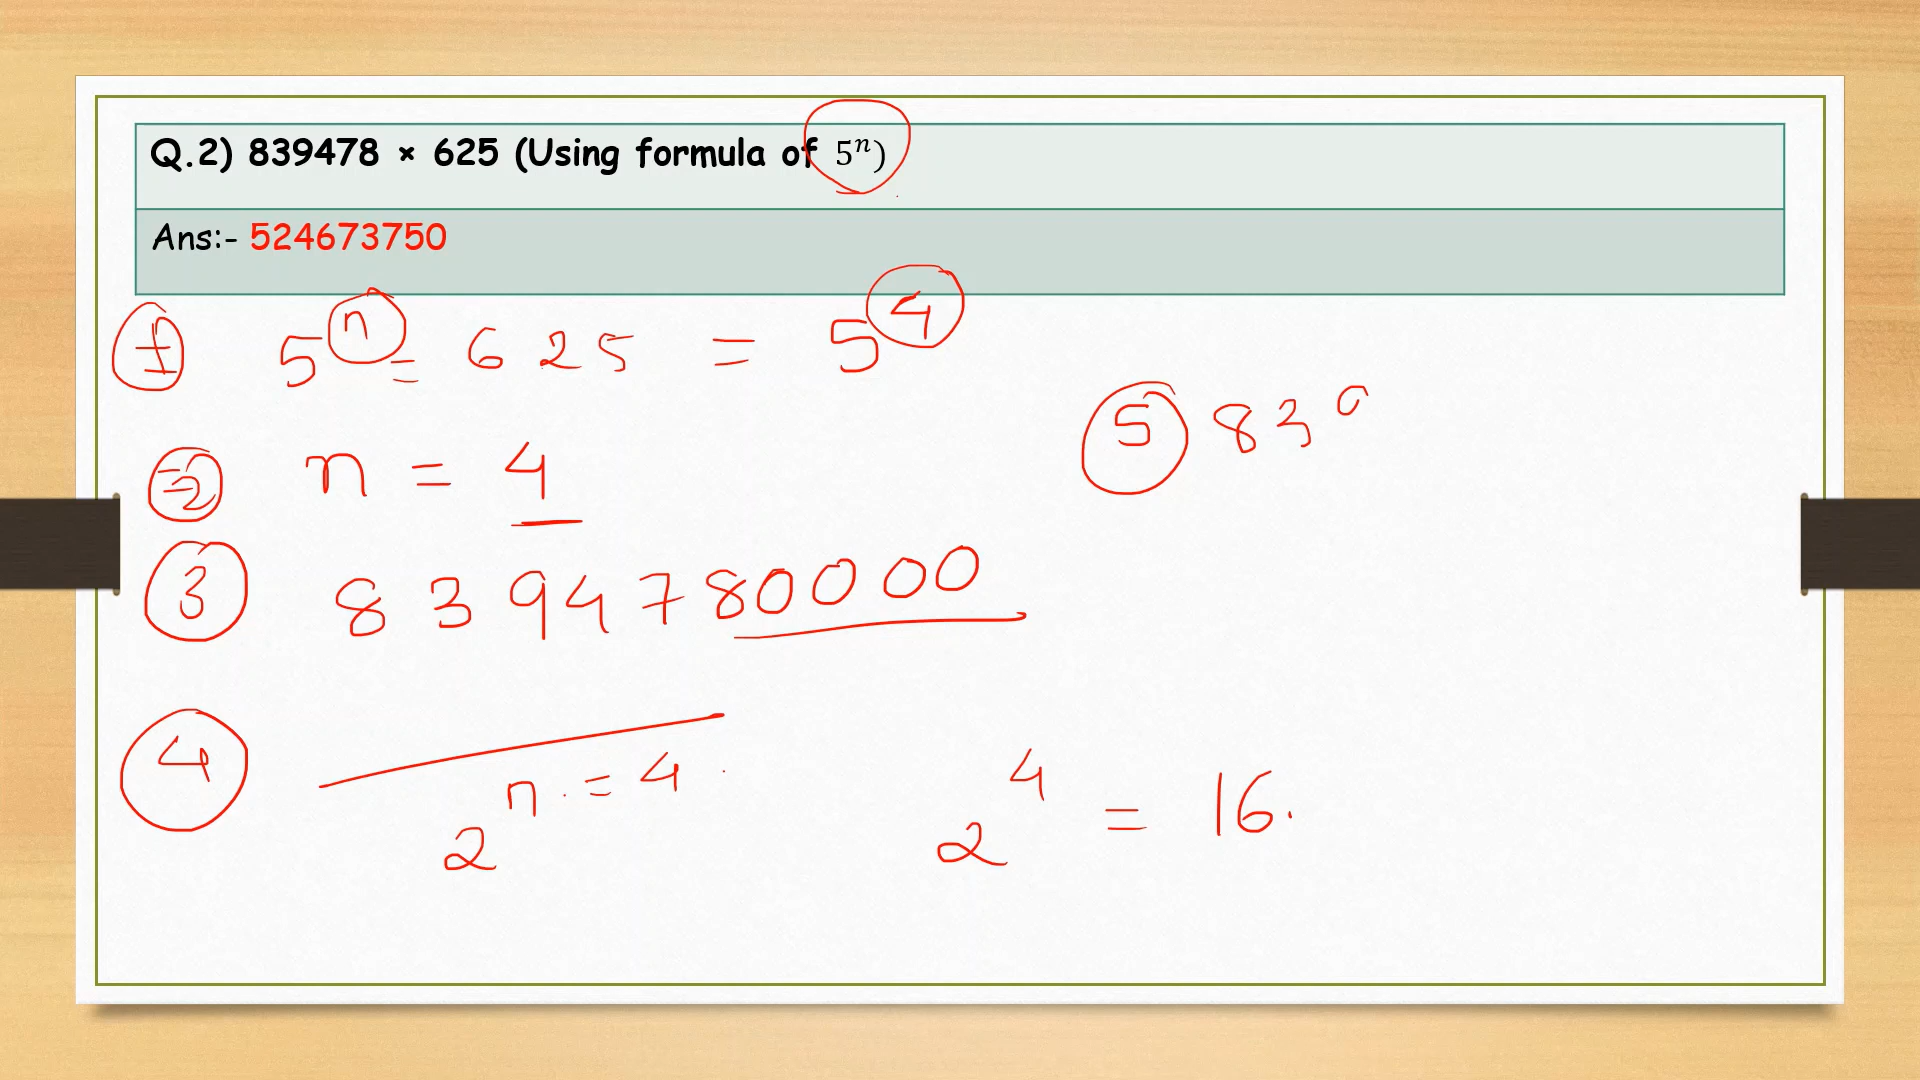 Q.2) 839478 × 625 (Using formula of 5ⁿ)
Ans:- 524673750
1 5ⁿ = 625 = 5⁴
2 n = 4
3 8394780000
4 2ⁿ⁼⁴ 2⁴ = 16.
5 839